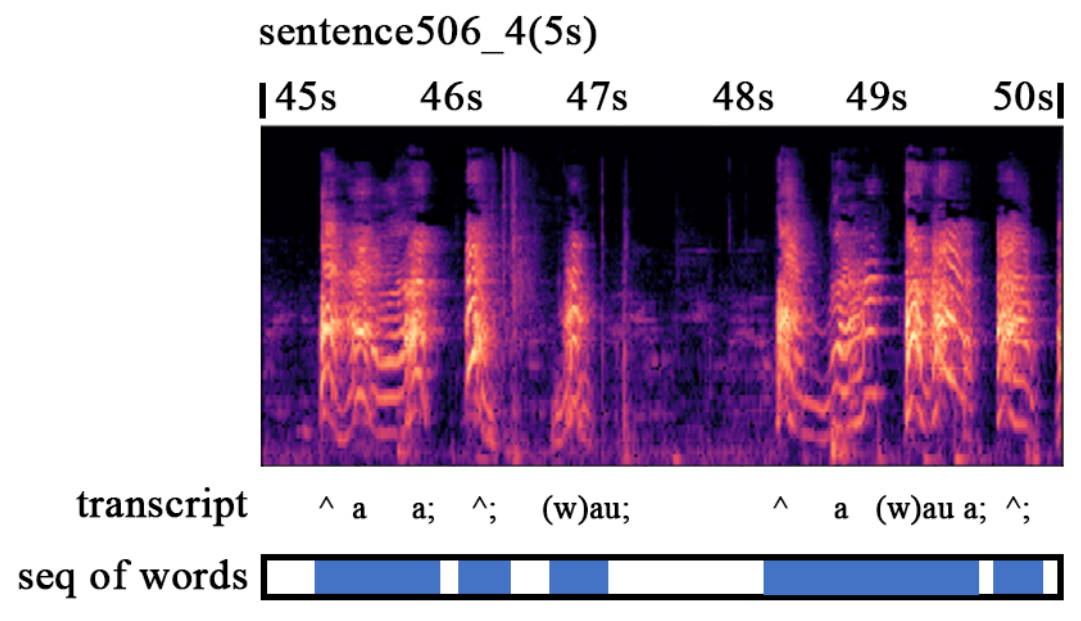 sentence506_4(5s)
45s 46s 47s 48s 49s 50s
transcript ^ a a; ^; (w)au; ^ a (w)au a; ^;
seq of words